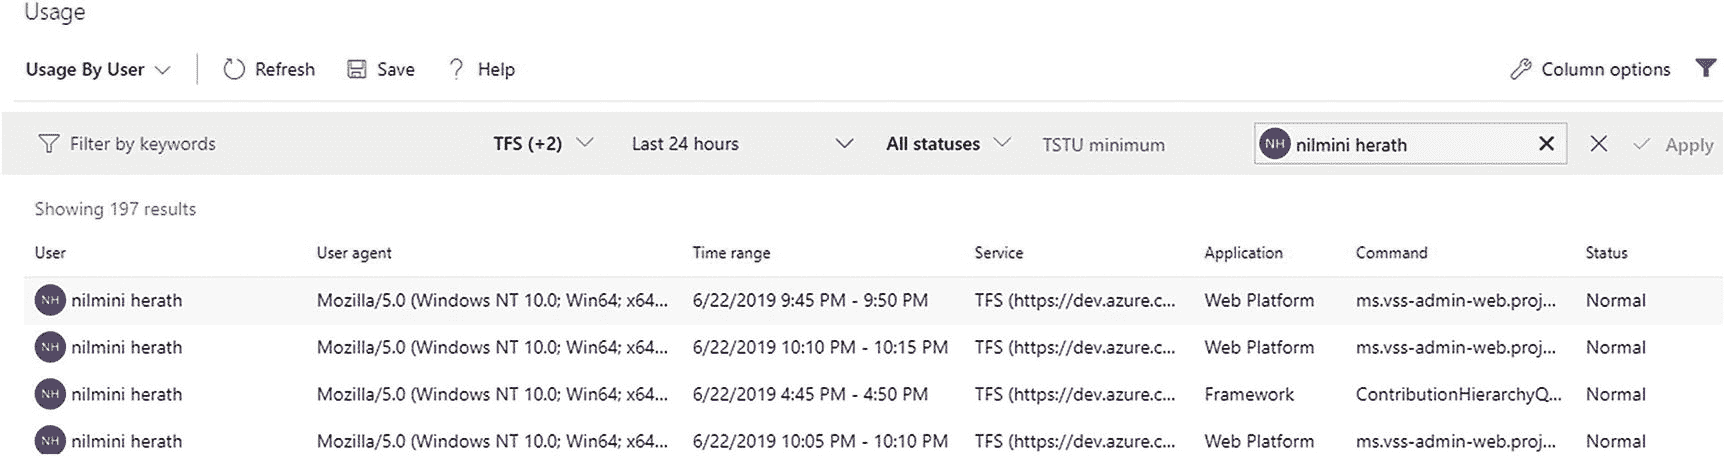 Usage
Usage By User Refresh Save ? Help Column options
Filter by keywords TFS (+2) Last 24 hours All statuses TSTU minimum NH nilmini herath Apply
Showing 197 results
User User agent Time range Service Application Command Status
NH nilmini herath Mozilla/5.0 (Windows NT 10.0; Win64; x64... 6/22/2019 9:45 PM - 9:50 PM TFS (https://dev.azure.c... Web Platform ms.vss-admin-web.proj... Normal
NH nilmini herath Mozilla/5.0 (Windows NT 10.0; Win64; x64... 6/22/2019 10:10 PM - 10:15 PM TFS (https://dev.azure.c... Web Platform ms.vss-admin-web.proj... Normal
NH nilmini herath Mozilla/5.0 (Windows NT 10.0; Win64; x64... 6/22/2019 4:45 PM - 4:50 PM TFS (https://dev.azure.c... Framework ContributionHierarchyQ... Normal
NH nilmini herath Mozilla/5.0 (Windows NT 10.0; Win64; x64... 6/22/2019 10:05 PM - 10:10 PM TFS (https://dev.azure.c... Web Platform ms.vss-admin-web.proj... Normal